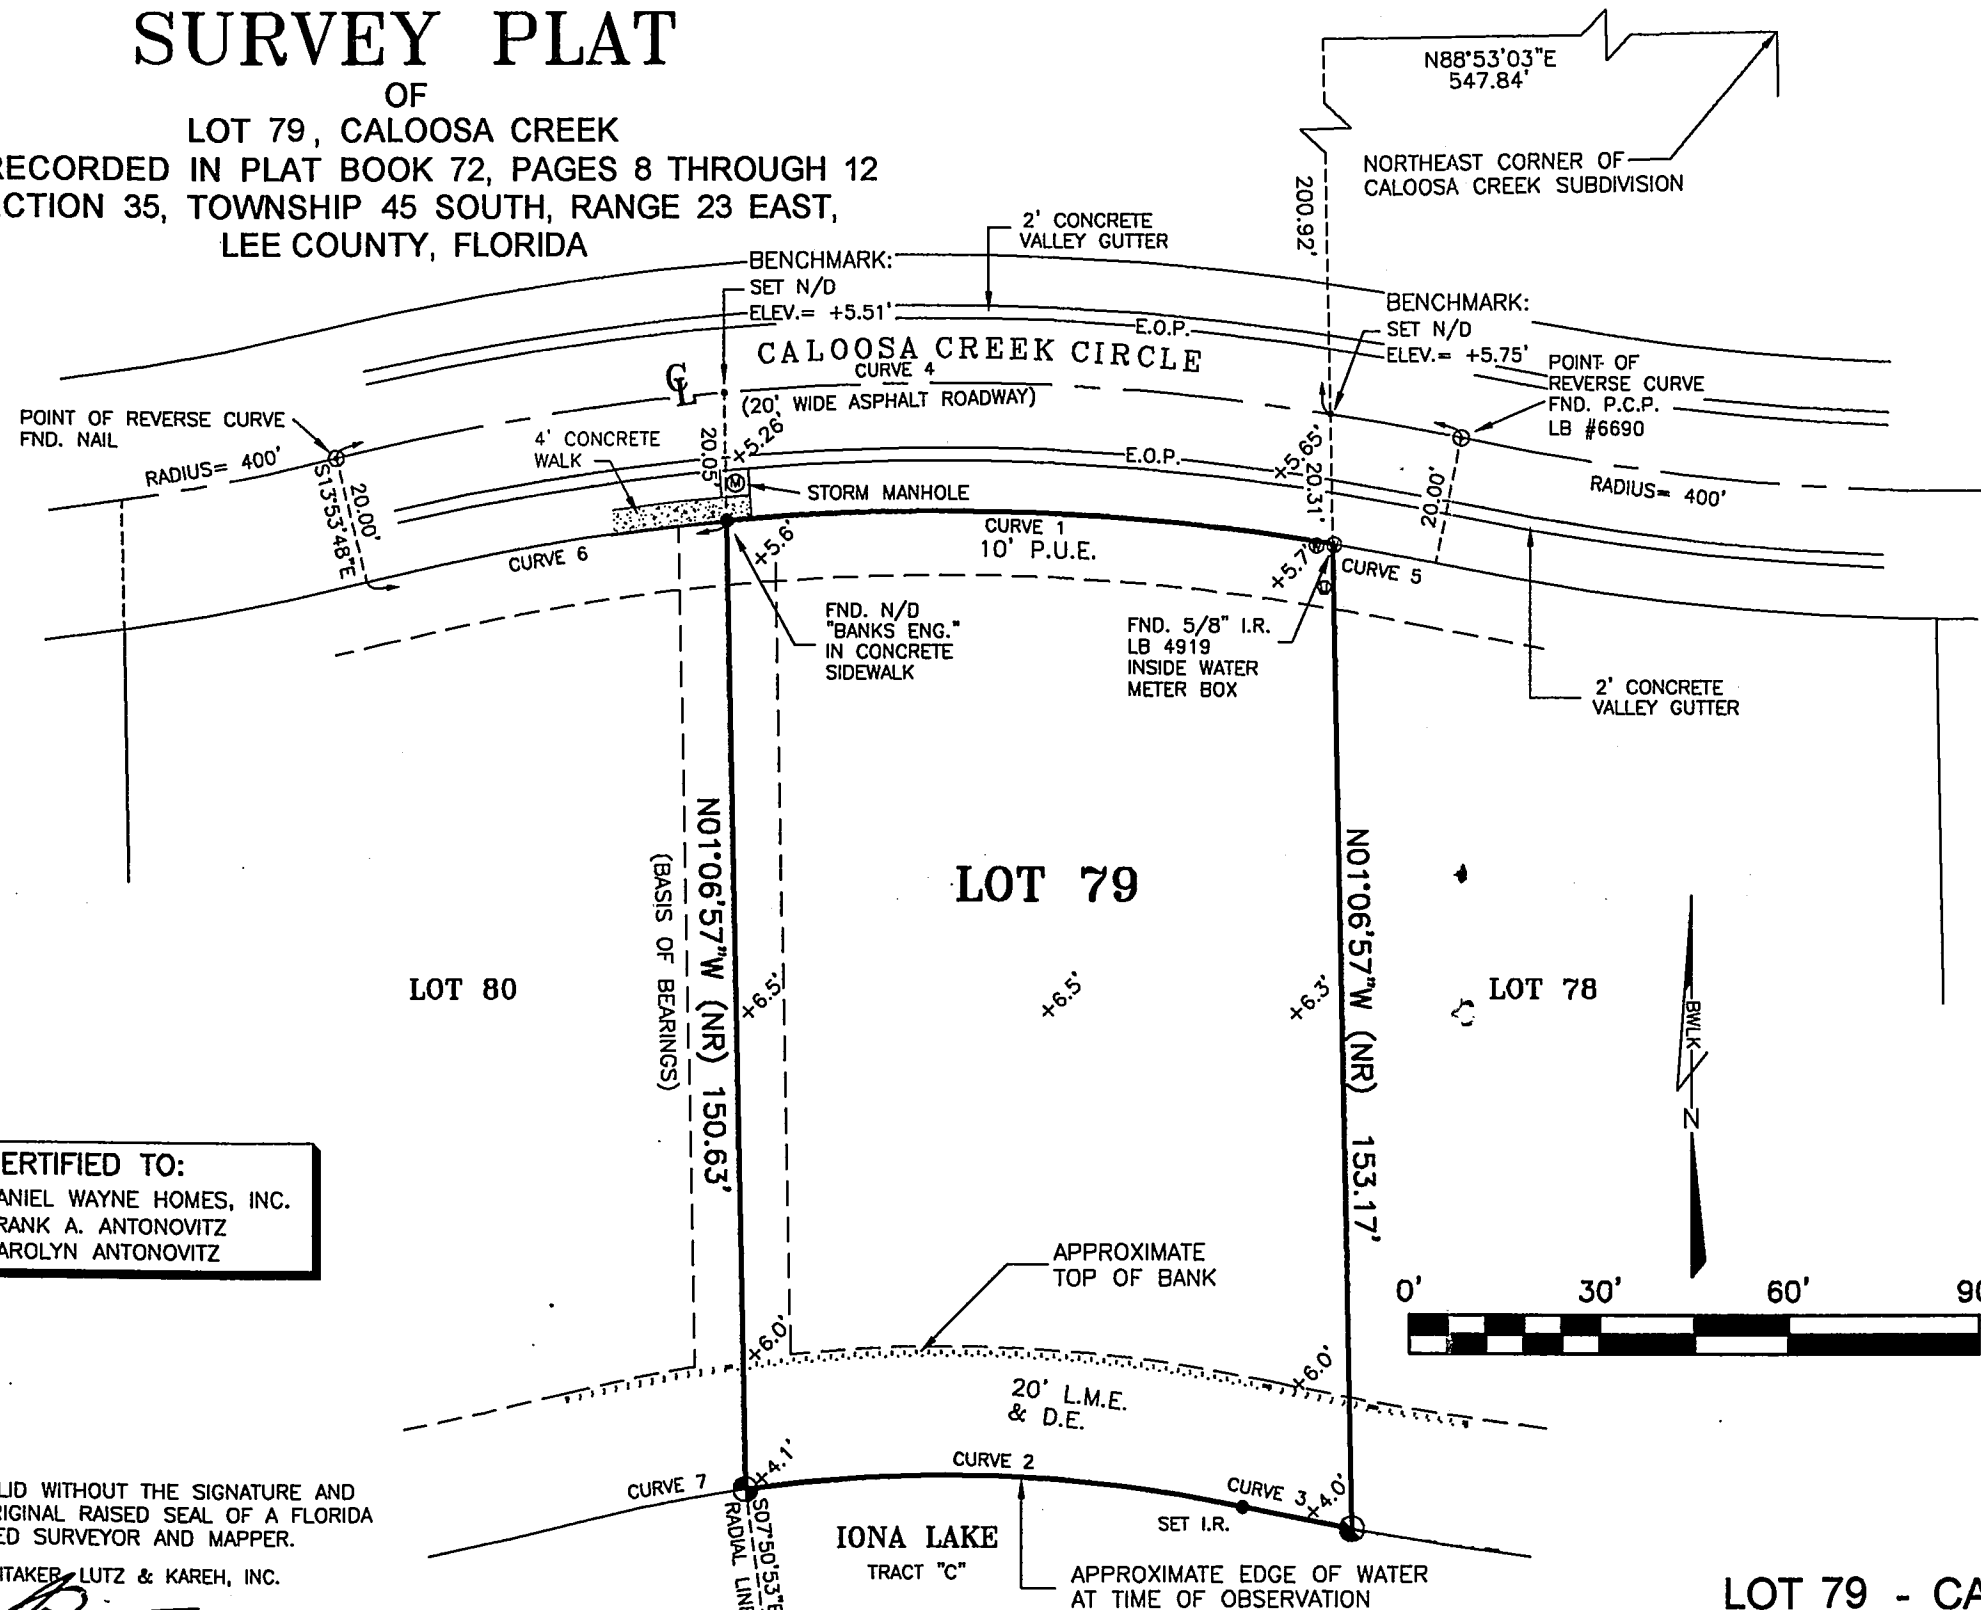 SURVEY PLAT
OF
LOT 79, CALOOSA CREEK
RECORDED IN PLAT BOOK 72, PAGES 8 THROUGH 12
CTION 35, TOWNSHIP 45 SOUTH, RANGE 23 EAST,
LEE COUNTY, FLORIDA
N88°53'03"E
547.84'
NORTHEAST CORNER OF
CALOOSA CREEK SUBDIVISION
200.92'
2' CONCRETE
VALLEY GUTTER
BENCHMARK:
SET N/D
ELEV.= +5.51'
BENCHMARK:
SET N/D
ELEV.= +5.75'
E.O.P.
CALOOSA CREEK CIRCLE
CURVE 4
(20' WIDE ASPHALT ROADWAY)
CL
POINT OF
REVERSE CURVE
FND. P.C.P.
LB #6690
POINT OF REVERSE CURVE
FND. NAIL
RADIUS= 400'
4' CONCRETE
WALK
20.05'
+5.26'
E.O.P.
+5.65'
20.31'
20.00'
RADIUS= 400'
20.00'
S13°53'48"E
STORM MANHOLE
M
CURVE 6
CURVE 1
10' P.U.E.
+5.6'
+5.7'
CURVE 5
FND. N/D
"BANKS ENG."
IN CONCRETE
SIDEWALK
FND. 5/8" I.R.
LB 4919
INSIDE WATER
METER BOX
2' CONCRETE
VALLEY GUTTER
N01°06'57"W (NR) 150.63'
(BASIS OF BEARINGS)
LOT 79
N01°06'57"W (NR) 153.17'
LOT 80
+6.5'
+6.5'
+6.3'
LOT 78
BWLK
N
ERTIFIED TO:
ANIEL WAYNE HOMES, INC.
RANK A. ANTONOVITZ
AROLYN ANTONOVITZ
APPROXIMATE
TOP OF BANK
0' 30' 60' 90
+6.0'
+6.0'
20' L.M.E.
& D.E.
CURVE 7
+4.1'
CURVE 2
CURVE 3
+4.0'
SET I.R.
S07°50'53"E
RADIAL LINE
IONA LAKE
TRACT "C"
APPROXIMATE EDGE OF WATER
AT TIME OF OBSERVATION
LID WITHOUT THE SIGNATURE AND
RIGINAL RAISED SEAL OF A FLORIDA
ED SURVEYOR AND MAPPER.
ITAKER, LUTZ & KAREH, INC.
LOT 79 - CA